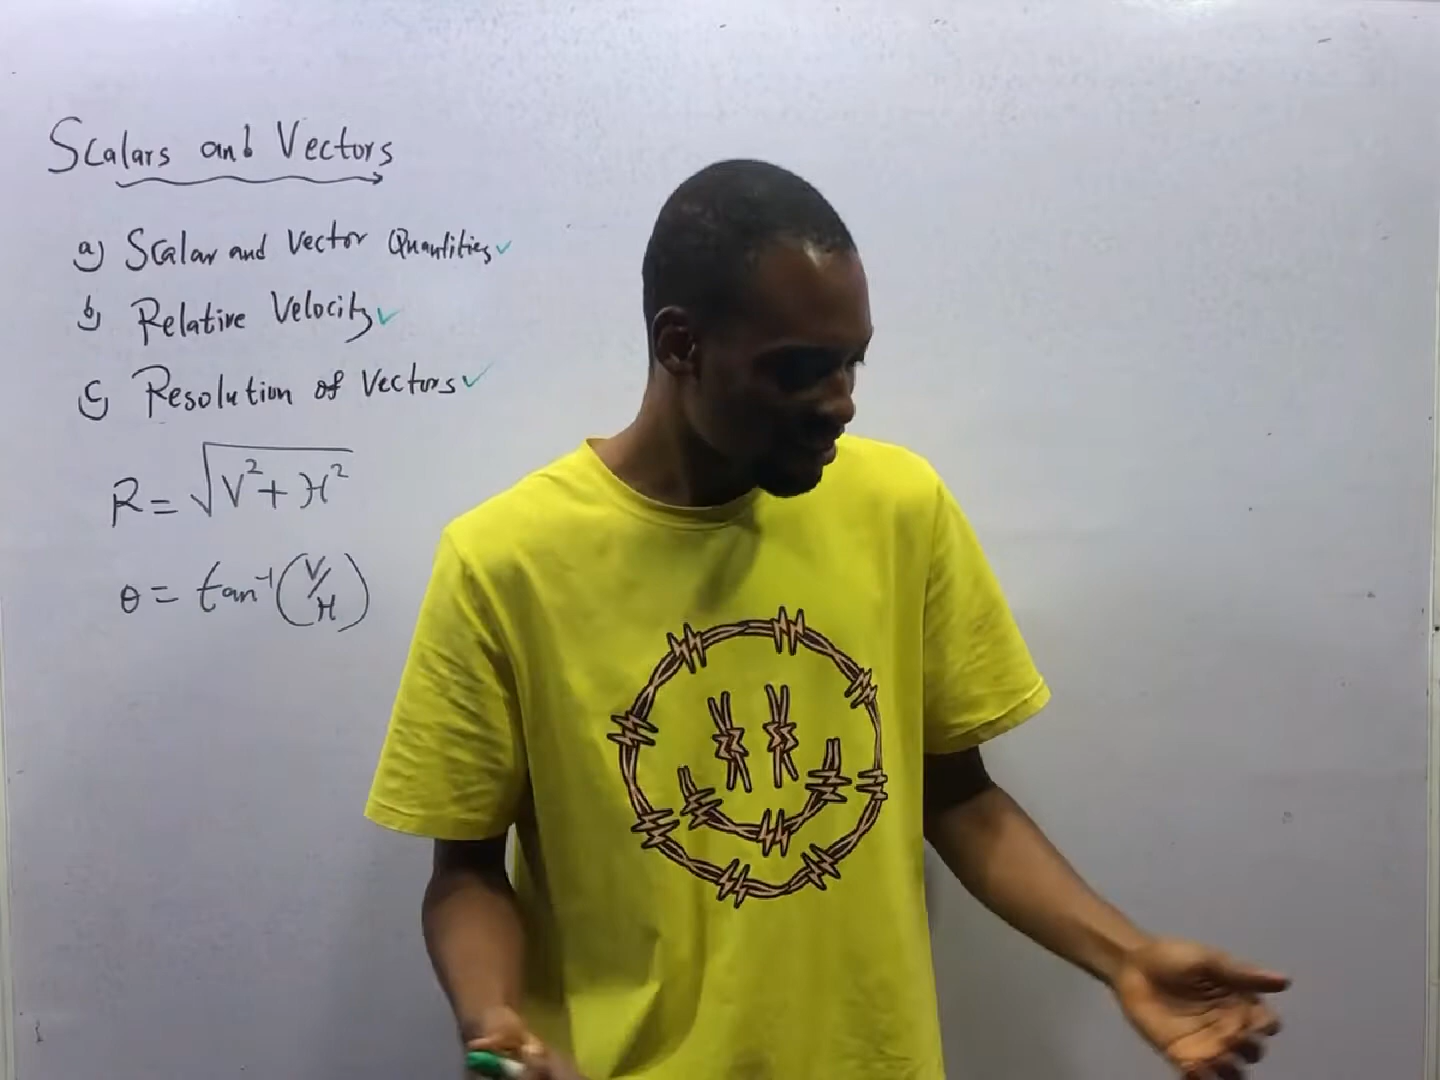 Scalars and Vectors
a) Scalar and Vector Quantities ✓
b) Relative Velocity ✓
c) Resolution of Vectors ✓
R = √V² + H²
θ = tan⁻¹(V/H)